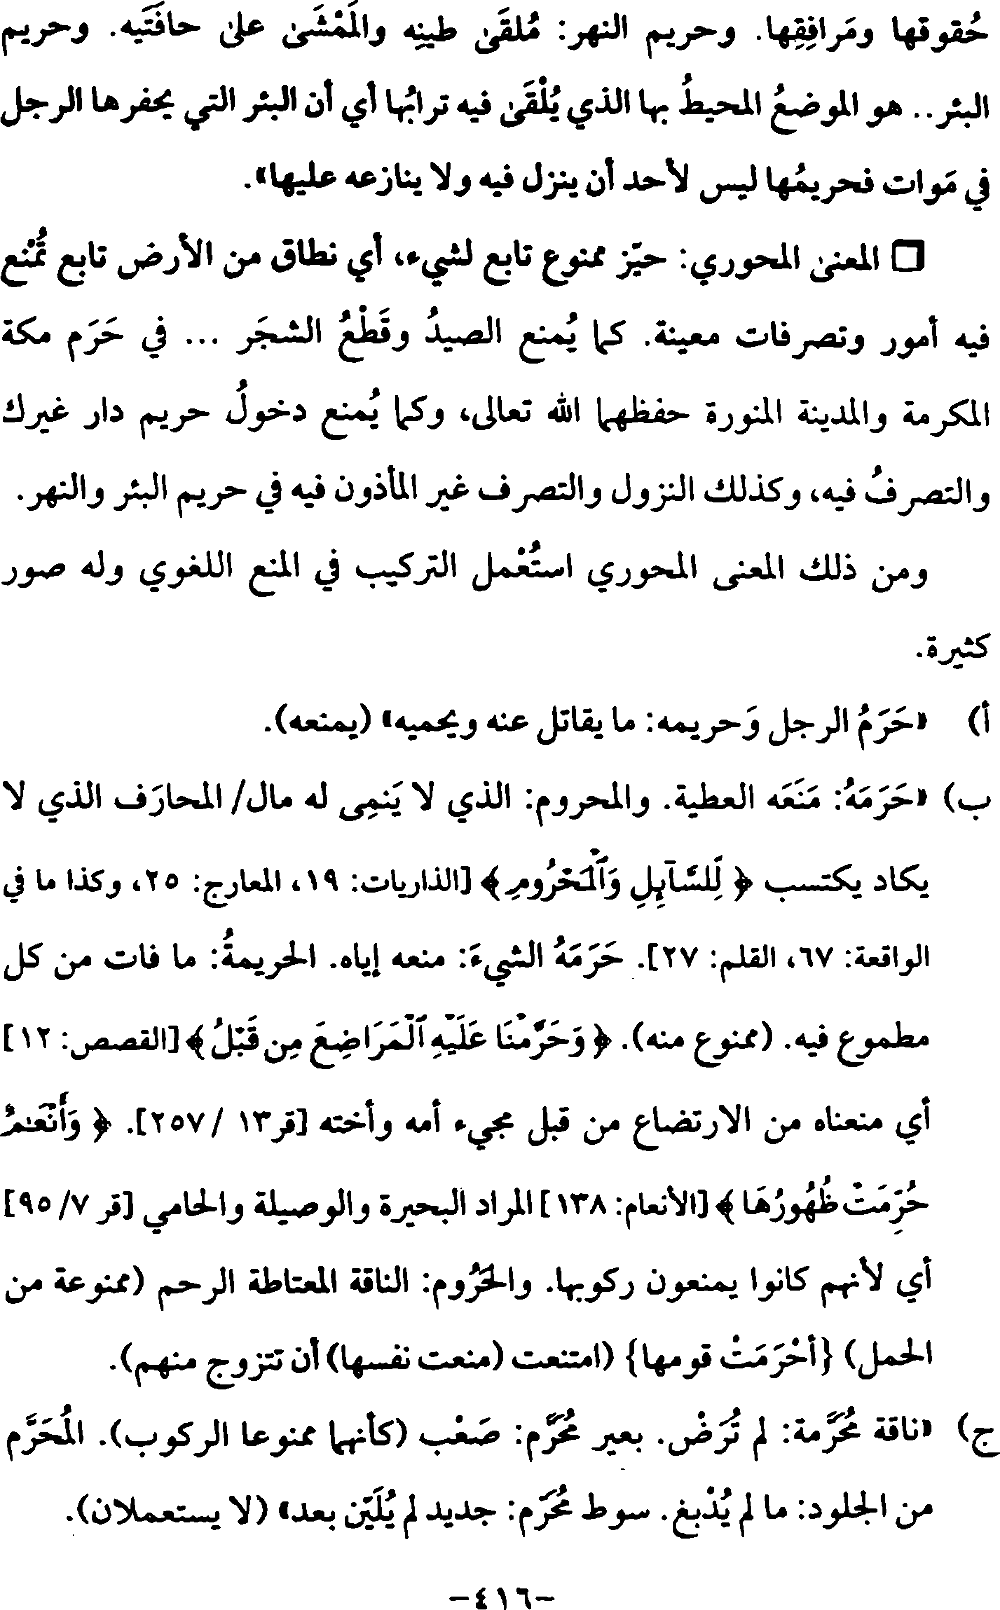 حُقوقها ومَرافِقِها. وحريم النهر: مُلقَىٰ طينِه والمَمْشَىٰ علىٰ حافَتَيه. وحريم
البئر.. هو الموضعُ المحيطُ بها الذي يُلْقَىٰ فيه ترابُها أي أن البئر التي يحفرها الرجل
في مَوات فحريمُها ليس لأحد أن ينزل فيه ولا ينازعه عليها».
❏ المعنىٰ المحوري: حيّز ممنوع تابع لشيء، أي نطاق من الأرض تابع تُمْنع
فيه أمور وتصرفات معينة. كما يُمنع الصيدُ وقَطْعُ الشجَر ... في حَرَم مكة
المكرمة والمدينة المنورة حفظهما الله تعالى، وكما يُمنع دخولُ حريم دار غيرك
والتصرفُ فيه، وكذلك النزول والتصرف غير المأذون فيه في حريم البئر والنهر.
ومن ذلك المعنى المحوري استُعْمل التركيب في المنع اللغوي وله صور
كثيرة.
أ) «حَرَمُ الرجل وَحريمه: ما يقاتل عنه ويحميه» (يمنعه).
ب) «حَرَمَهُ: مَنَعَه العطية. والمحروم: الذي لا يَنمِى له مال/ المحارَف الذي لا
يكاد يكتسب ﴿ لِّلسَّآئِلِ وَٱلْمَحْرُومِ ﴾ [الذاريات: ١٩، المعارج: ٢٥، وكذا ما في
الواقعة: ٦٧، القلم: ٢٧]. حَرَمَهُ الشيءَ: منعه إياه. الحريمةُ: ما فات من كل
مطموع فيه. (ممنوع منه). ﴿ وَحَرَّمْنَا عَلَيْهِ ٱلْمَرَاضِعَ مِن قَبْلُ ﴾ [القصص: ١٢]
أي منعناه من الارتضاع من قبل مجيء أمه وأخته [قر١٣ /٢٥٧]. ﴿ وَأَنْعَـٰمٌ
حُرِّمَتْ ظُهُورُهَا ﴾ [الأنعام: ١٣٨] المراد البحيرة والوصيلة والحامي [قر ٧/ ٩٥]
أي لأنهم كانوا يمنعون ركوبها. والحَرُوم: الناقة المعتاطة الرحم (ممنوعة من
الحمل) {أحْرَمَتْ قومها} (امتنعت (منعت نفسها) أن تتزوج منهم).
ج) «ناقة مُحَرَّمة: لم تُرَضْ. بعير مُحَرَّم: صَعْب (كأنهما ممنوعا الركوب). المُحَرَّم
من الجلود: ما لم يُدْبغ. سوط مُحَرَّم: جديد لم يُلَيّن بعد» (لا يستعملان).
-٤١٦-